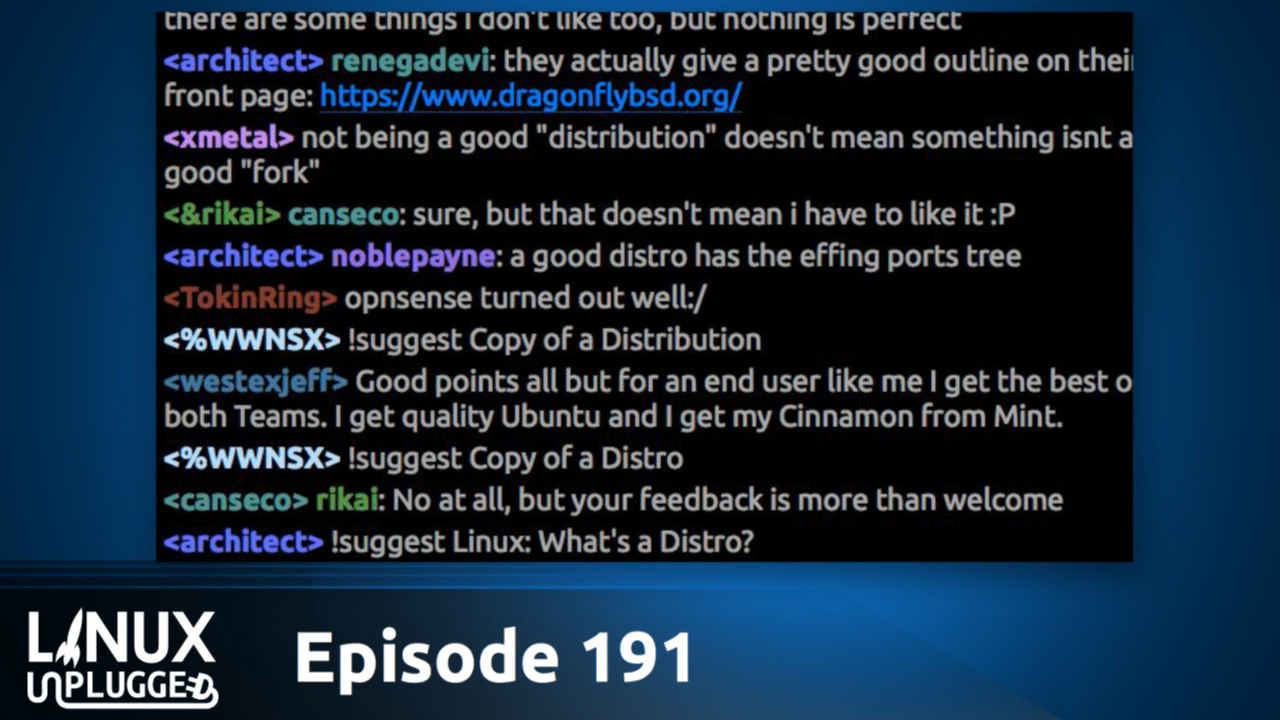 there are some things i don't like too, but nothing is perfect
<architect> renegadevi: they actually give a pretty good outline on their
front page: https://www.dragonflybsd.org/
<xmetal> not being a good "distribution" doesn't mean something isnt a
good "fork"
<&rikai> canseco: sure, but that doesn't mean i have to like it :P
<architect> noblepayne: a good distro has the effing ports tree
<TokinRing> opnsense turned out well:/
<%WWNSX> !suggest Copy of a Distribution
<westexjeff> Good points all but for an end user like me I get the best o
both Teams. I get quality Ubuntu and I get my Cinnamon from Mint.
<%WWNSX> !suggest Copy of a Distro
<canseco> rikai: No at all, but your feedback is more than welcome
<architect> !suggest Linux: What's a Distro?
LINUX
UNPLUGGED
Episode 191